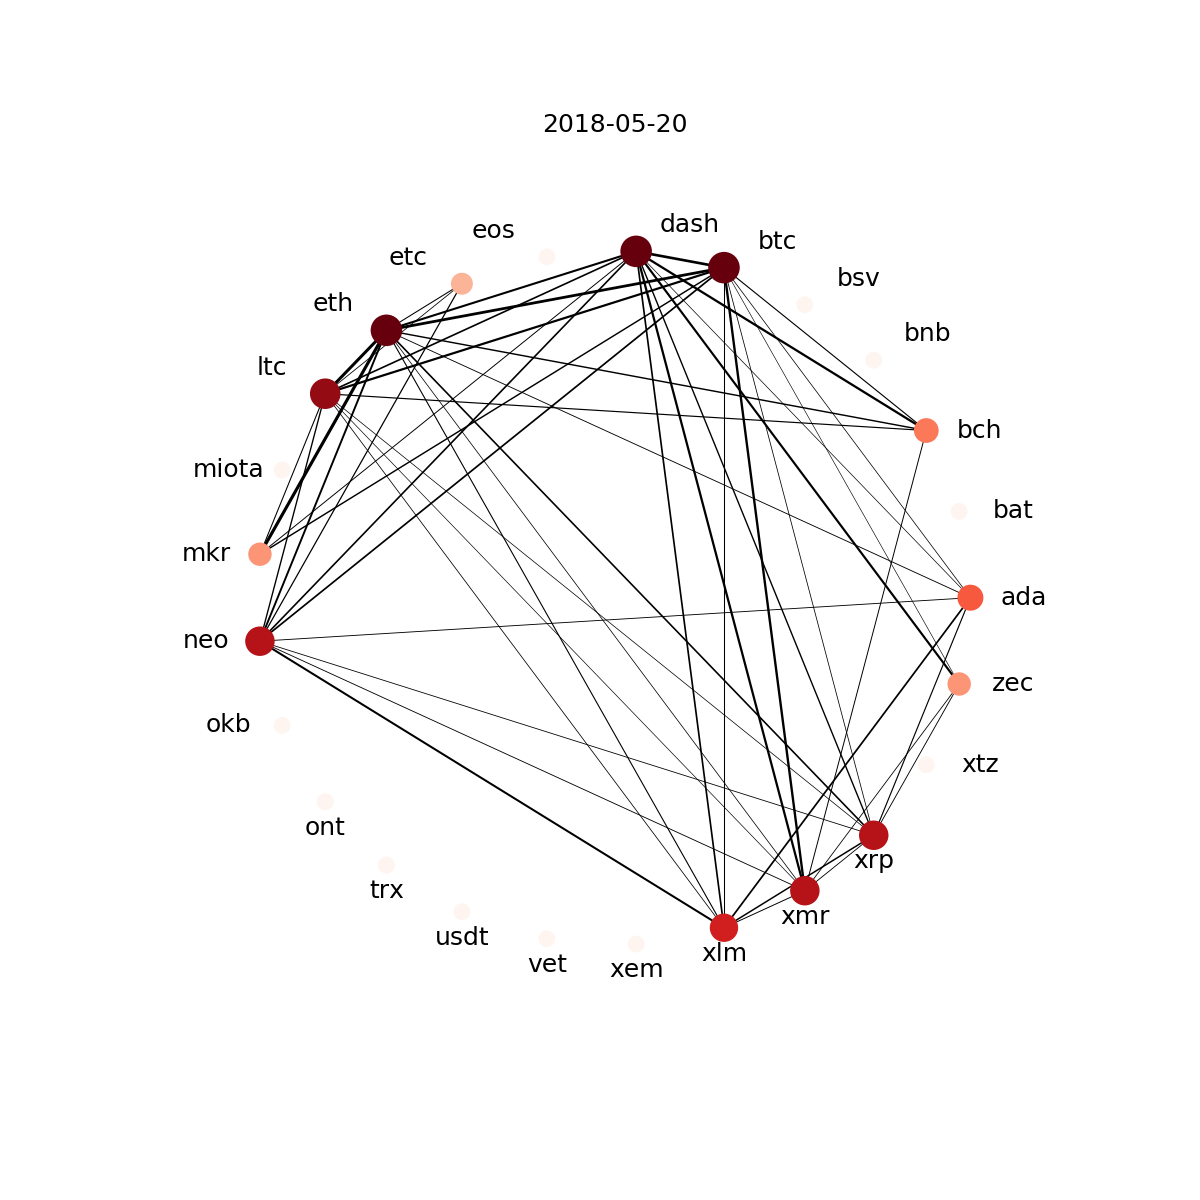 2018-05-20
dash
eos
btc
etc
bsv
eth
bnb
ltc
bch
miota
bat
mkr
ada
neo
zec
okb
xtz
ont
xrp
trx
xmr
usdt
xlm
vet
xem